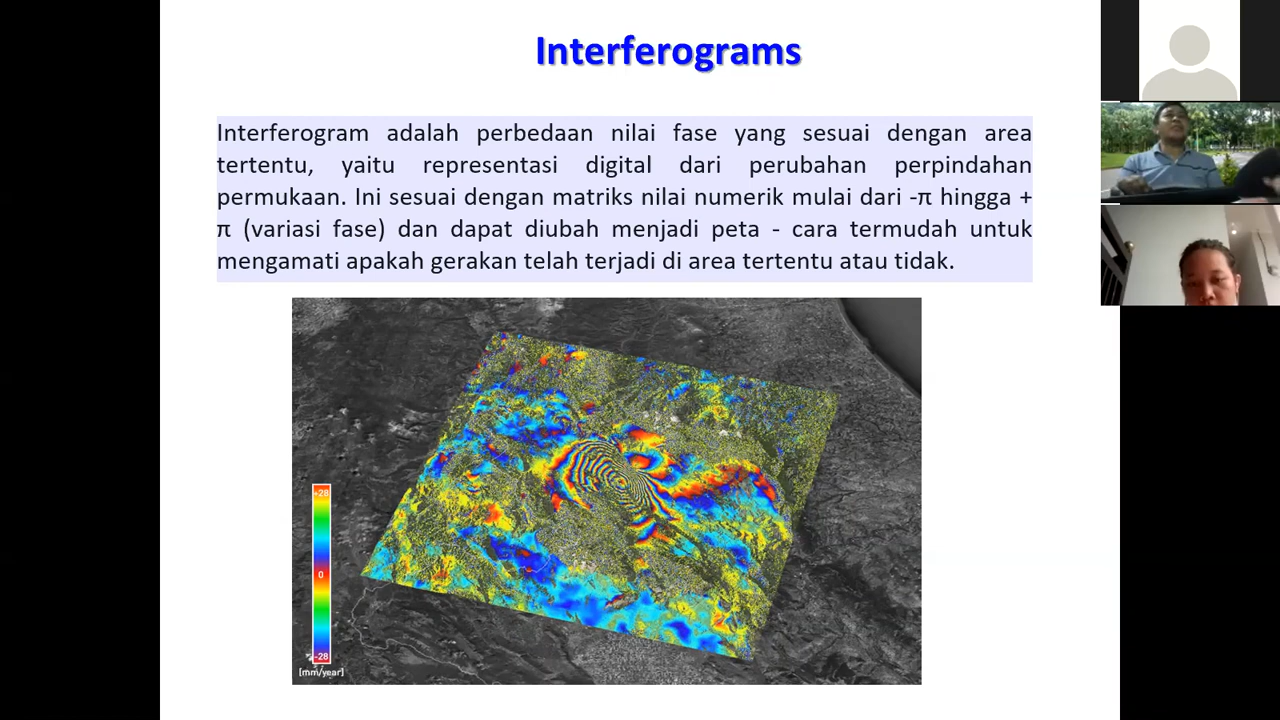 Interferograms
Interferogram adalah perbedaan nilai fase yang sesuai dengan area
tertentu, yaitu representasi digital dari perubahan perpindahan
permukaan. Ini sesuai dengan matriks nilai numerik mulai dari -π hingga +
π (variasi fase) dan dapat diubah menjadi peta - cara termudah untuk
mengamati apakah gerakan telah terjadi di area tertentu atau tidak.
+28
0
-28
[mm/year]